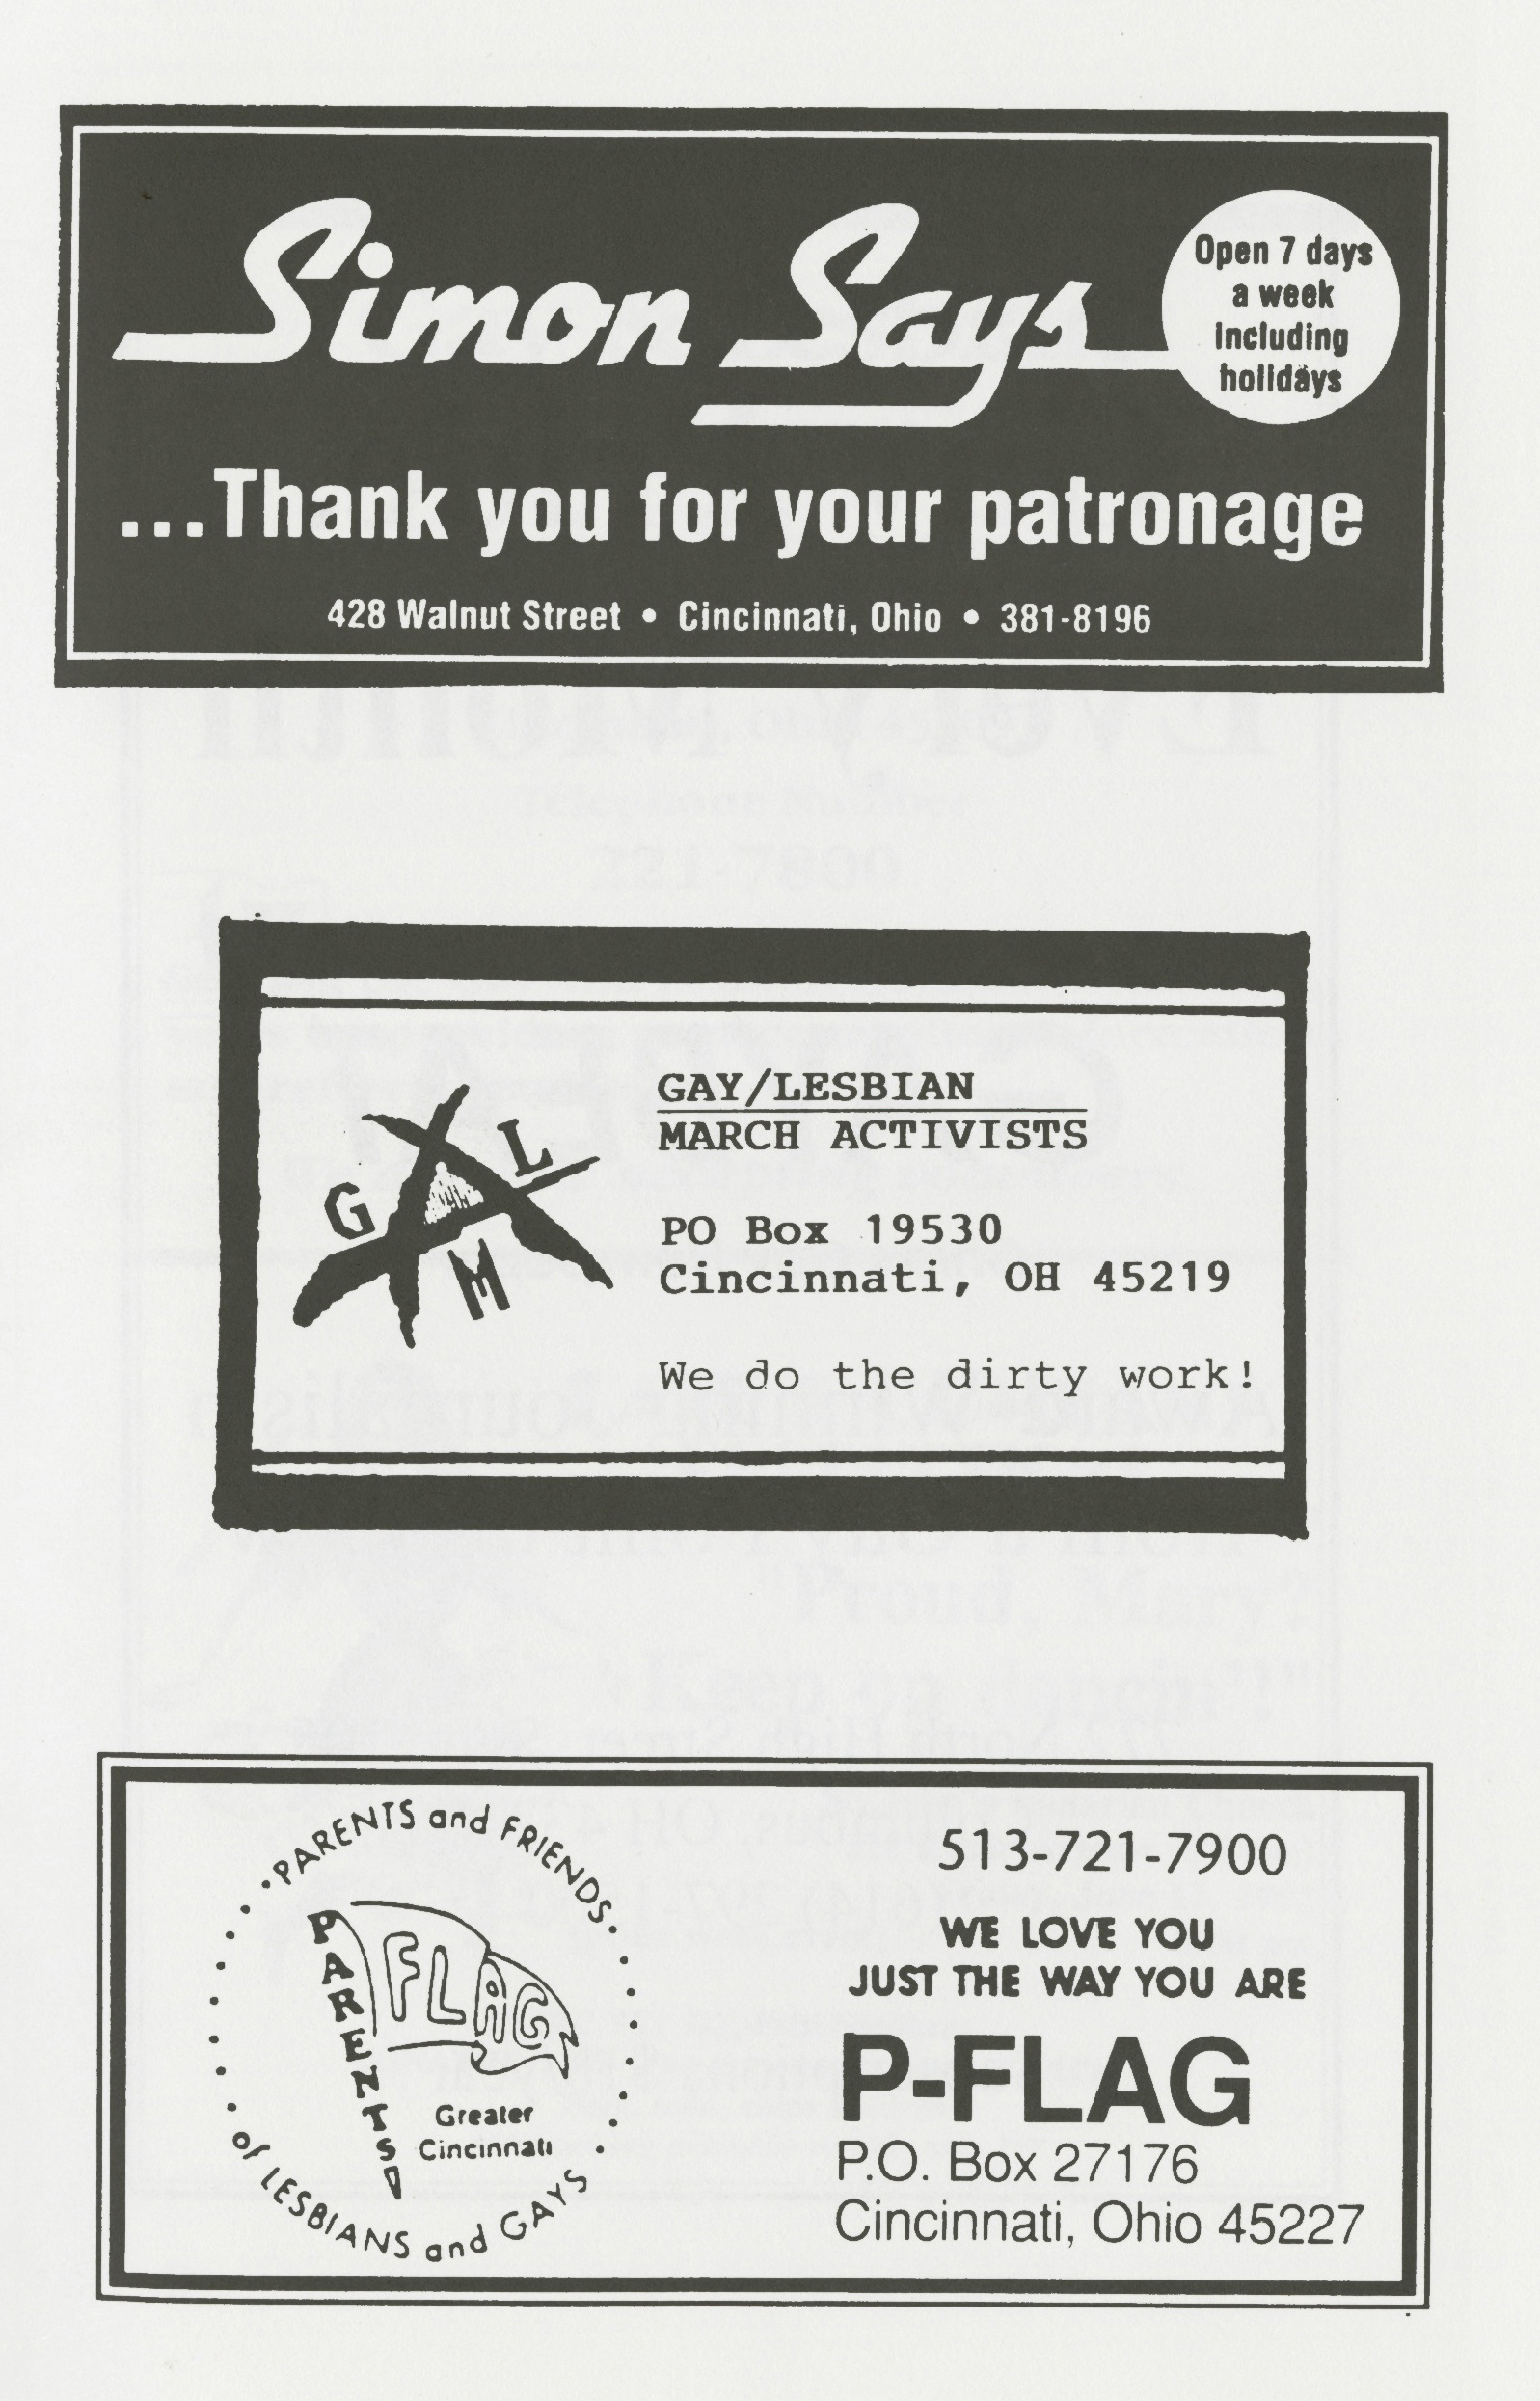 Simon Says
Open 7 days
a week
including
holidays
...Thank you for your patronage
428 Walnut Street • Cincinnati, Ohio • 381-8196
G L
M
GAY/LESBIAN
MARCH ACTIVISTS
PO Box 19530
Cincinnati, OH 45219
We do the dirty work!
PARENTS and FRIENDS
PARENTS
FLAG
Greater
Cincinnati
of LESBIANS and GAYS
513-721-7900
WE LOVE YOU
JUST THE WAY YOU ARE
P-FLAG
P.O. Box 27176
Cincinnati, Ohio 45227